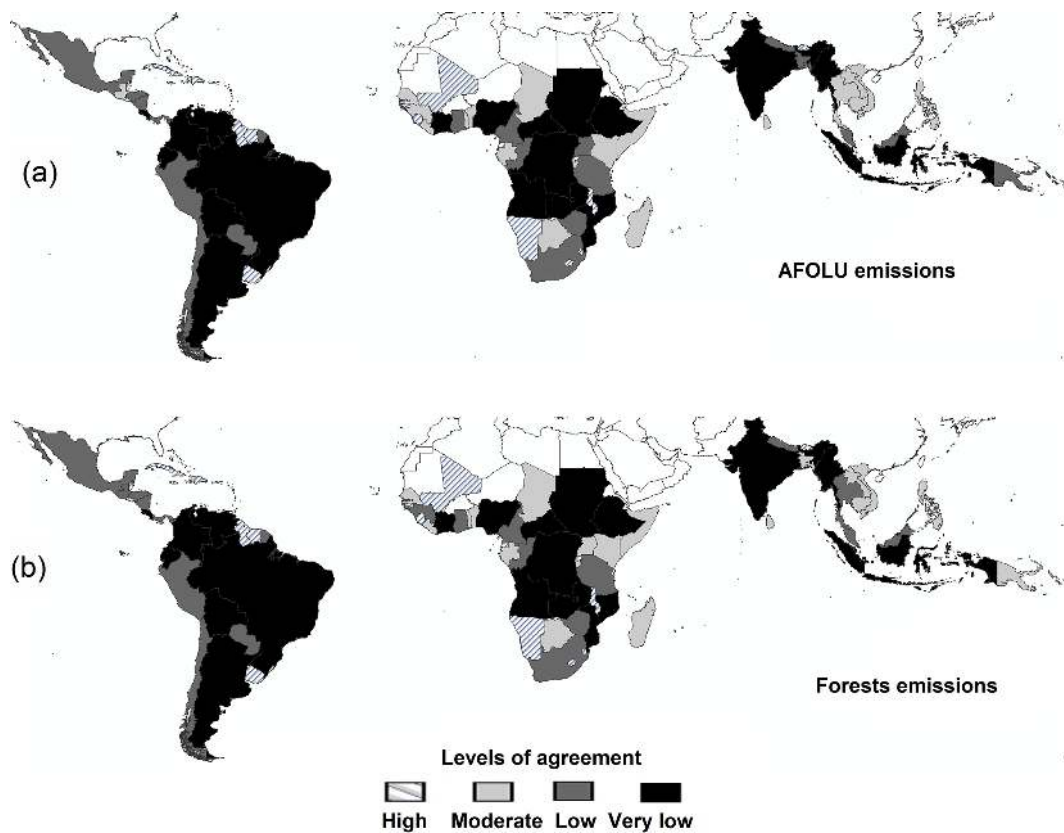 (a)
AFOLU emissions
(b)
Forests emissions
Levels of agreement
High Moderate Low Very low